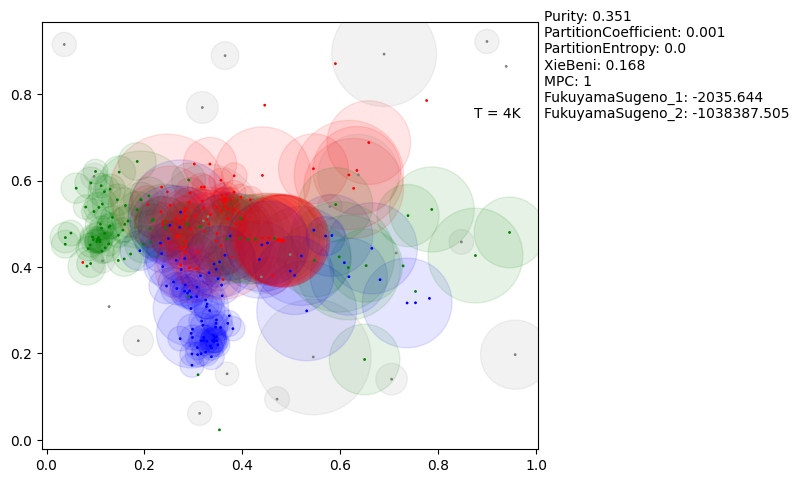 Purity: 0.351
PartitionCoefficient: 0.001
PartitionEntropy: 0.0
XieBeni: 0.168
MPC: 1
FukuyamaSugeno_1: -2035.644
FukuyamaSugeno_2: -1038387.505
T = 4K
0.8
0.6
0.4
0.2
0.0
0.0 0.2 0.4 0.6 0.8 1.0